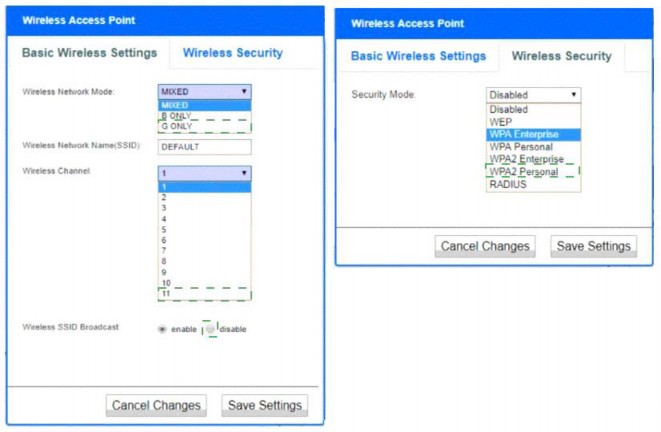 Wireless Access Point
Basic Wireless Settings Wireless Security
Wireless Network Mode: MIXED
MIXED
B ONLY
G ONLY
Wireless Network Name(SSID) DEFAULT
Wireless Channel 1
1
2
3
4
5
6
7
8
9
10
11
Wireless SSID Broadcast enable disable
Cancel Changes Save Settings
Wireless Access Point
Basic Wireless Settings Wireless Security
Security Mode: Disabled
Disabled
WEP
WPA Enterprise
WPA Personal
WPA2 Enterprise
WPA2 Personal
RADIUS
Cancel Changes Save Settings